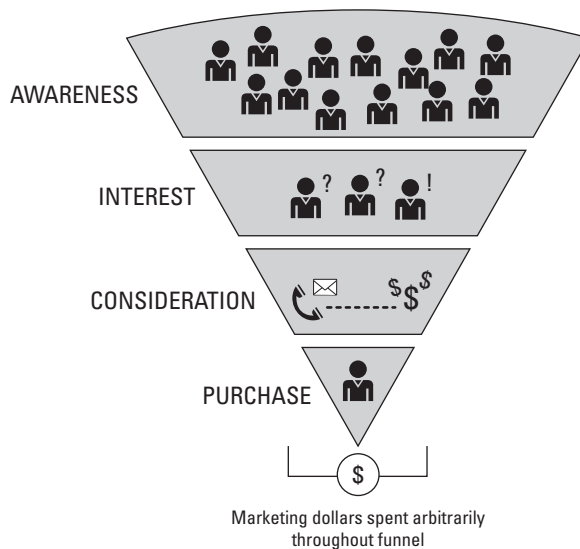 AWARENESS
INTEREST
? ? !
CONSIDERATION
$ $ $
PURCHASE
$
Marketing dollars spent arbitrarily
throughout funnel